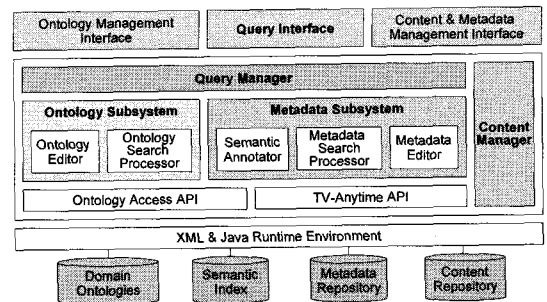 Ontology Management
Interface
Query Interface
Content & Metadata
Management Interface
Query Manager
Ontology Subsystem
Metadata Subsystem
Content
Manager
Ontology
Editor
Ontology
Search
Processor
Semantic
Annotator
Metadata
Search
Processor
Metadata
Editor
Ontology Access API
TV-Anytime API
XML & Java Runtime Environment
Domain
Ontologies
Semantic
Index
Metadata
Repository
Content
Repository